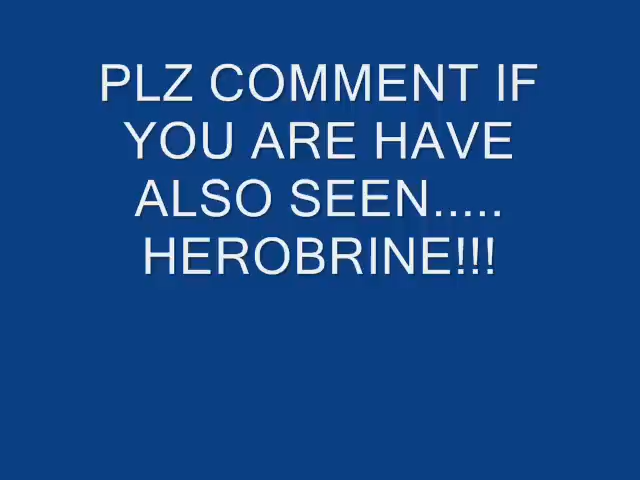 PLZ COMMENT IF
YOU ARE HAVE
ALSO SEEN.....
HEROBRINE!!!